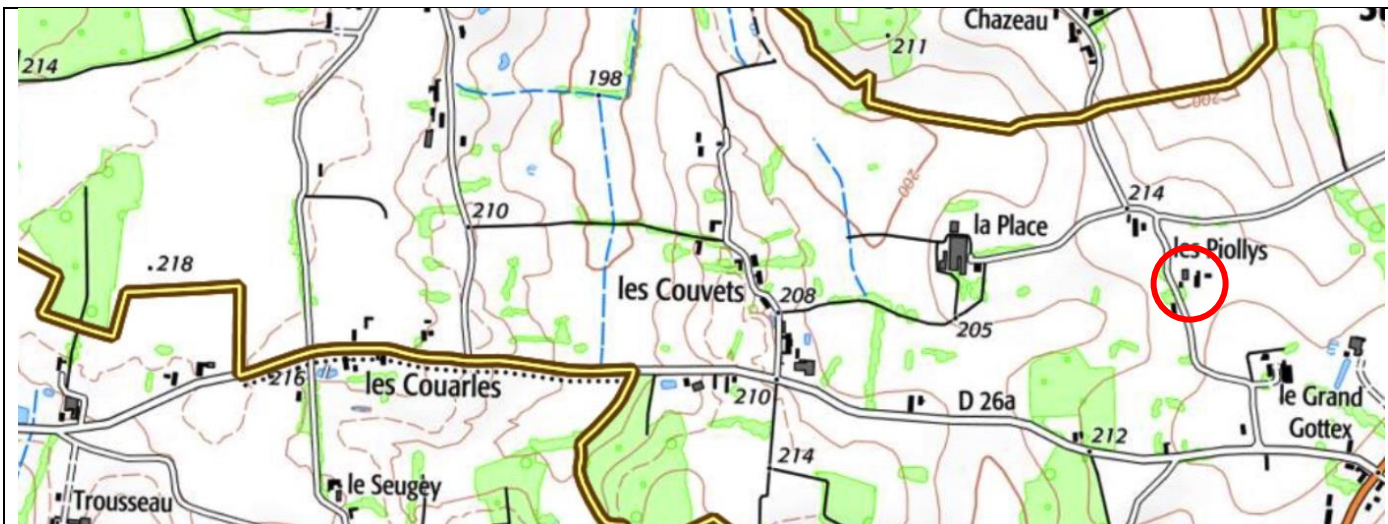 Chazeau
211
214
198
200
200
214
210
la Place
les Piollys
218
les Couvets
208
205
216
les Couarles
210
D 26a
le Grand
Gottex
212
214
le Seugey
Trousseau